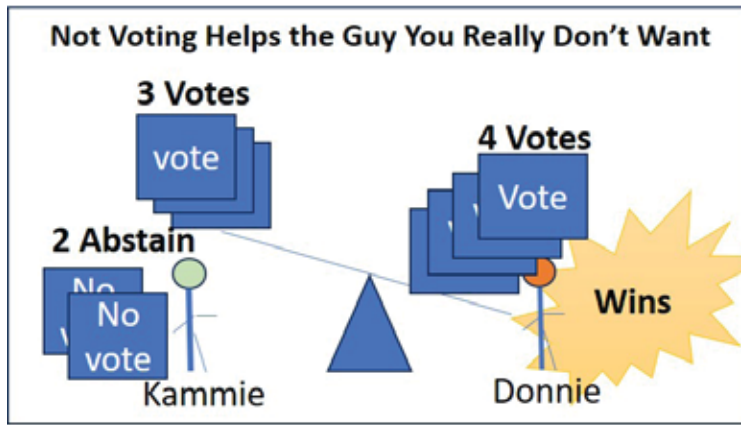 Not Voting Helps the Guy You Really Don't Want
3 Votes
vote
4 Votes
Vote
2 Abstain
No
No
vote
Wins
Kammie
Donnie